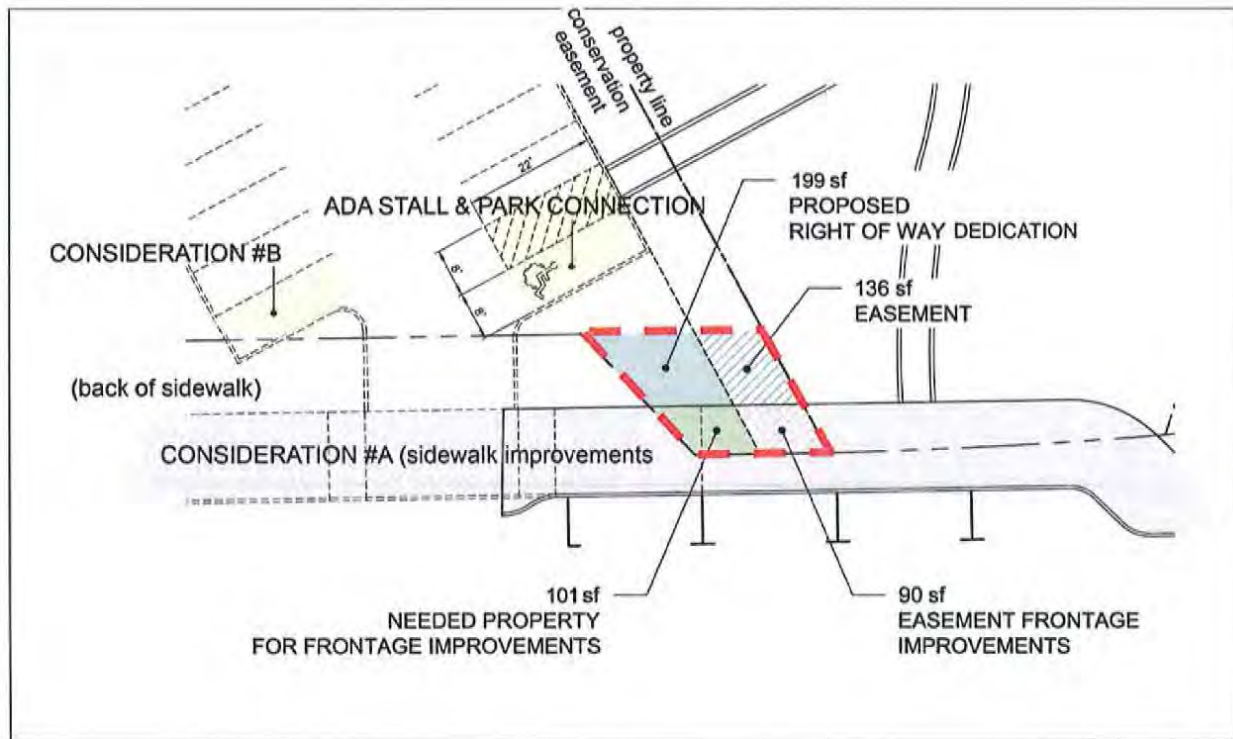 conservation
easement
property line
22'
ADA STALL & PARK CONNECTION
199 sf
PROPOSED
RIGHT OF WAY DEDICATION
CONSIDERATION #B
6'
8'
136 sf
EASEMENT
(back of sidewalk)
CONSIDERATION #A (sidewalk improvements
101 sf
NEEDED PROPERTY
FOR FRONTAGE IMPROVEMENTS
90 sf
EASEMENT FRONTAGE
IMPROVEMENTS